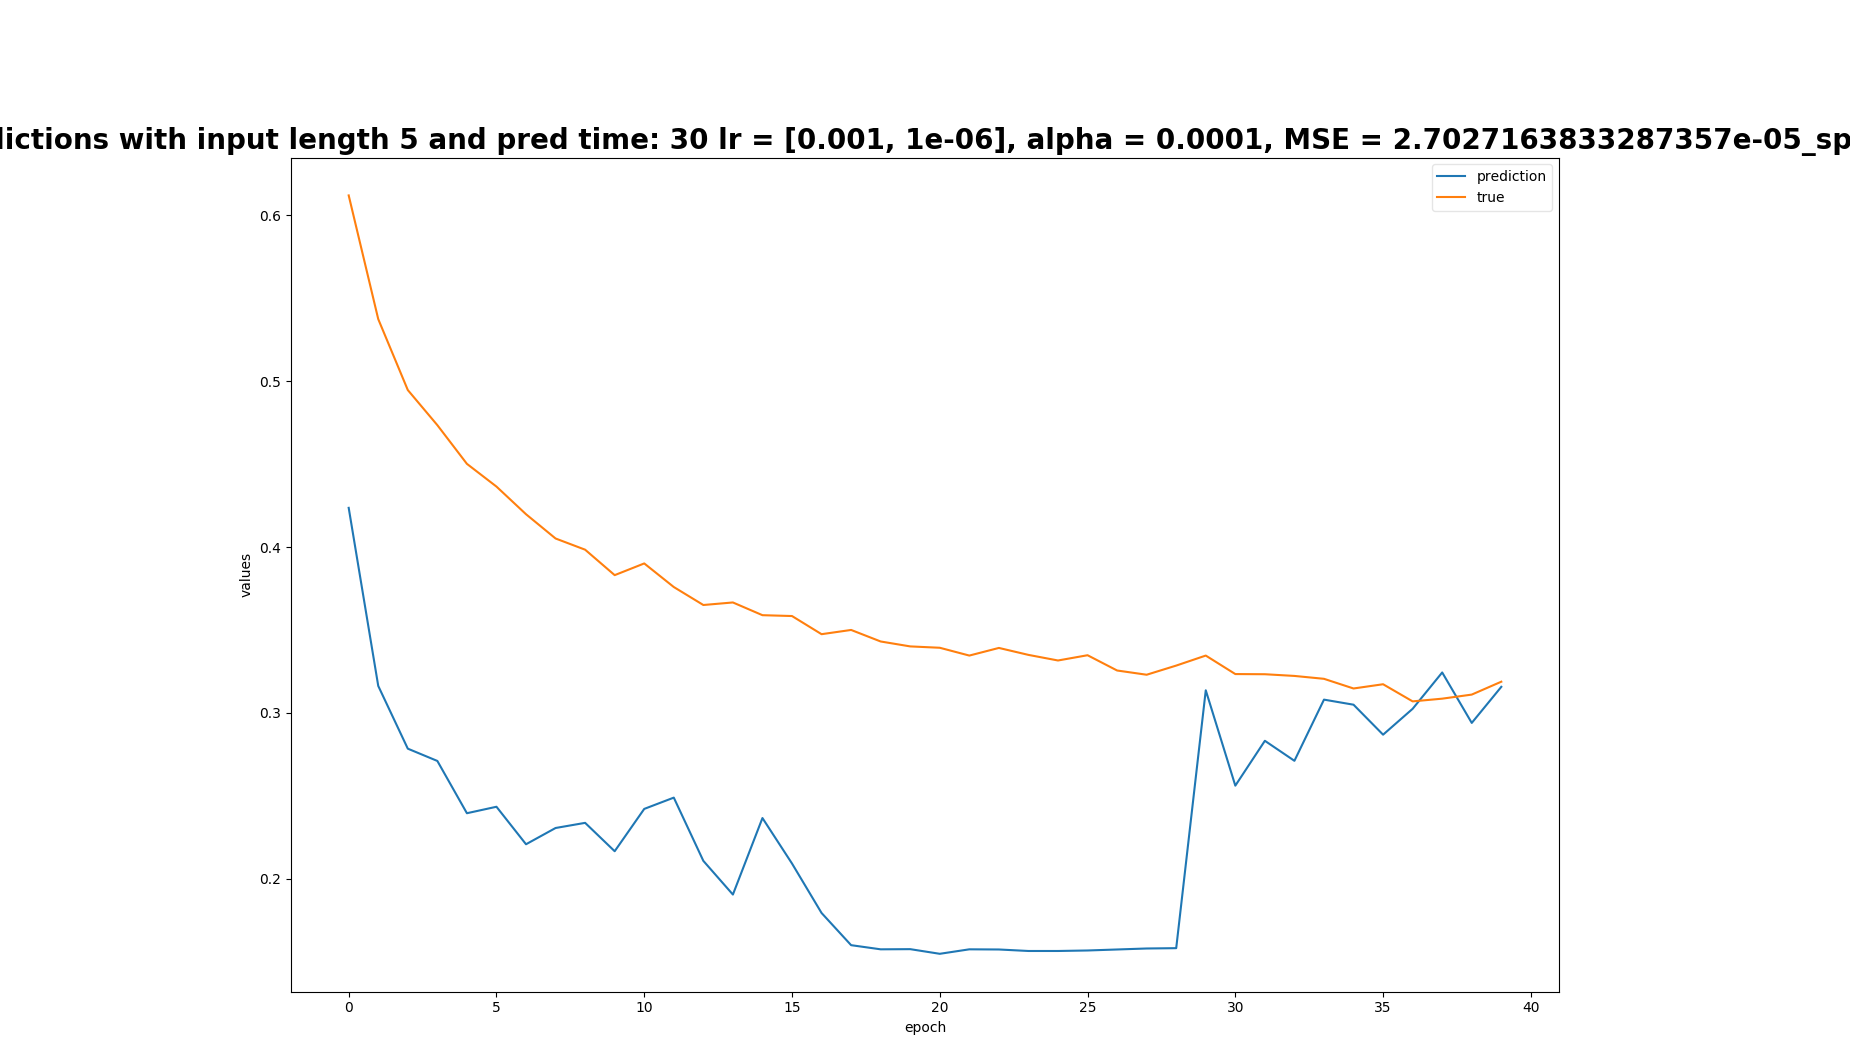 dictions with input length 5 and pred time: 30 lr = [0.001, 1e-06], alpha = 0.0001, MSE = 2.7027163833287357e-05_sp
prediction
true
0.6
0.5
0.4
0.3
0.2
values
0 5 10 15 20 25 30 35 40
epoch